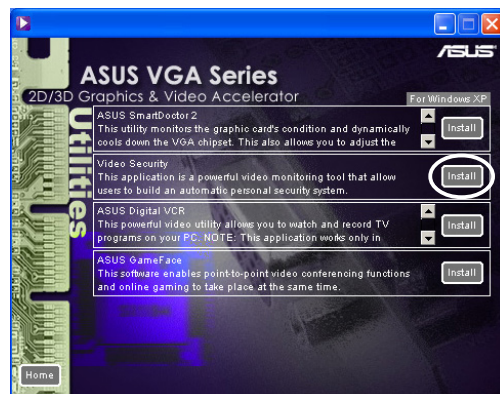 ASUS
ASUS VGA Series
2D/3D Graphics & Video Accelerator
For Windows XP
Utilities
ASUS SmartDoctor 2
This utility monitors the graphic card's condition and dynamically
cools down the VGA chipset. This also allows you to adjust the
Install
Video Security
This application is a powerful video monitoring tool that allow
users to build an automatic personal security system.
Install
ASUS Digital VCR
This powerful video utility allows you to watch and record TV
programs on your PC. NOTE: This application works only in
Install
ASUS GameFace
This software enables point-to-point video conferencing functions
and online gaming to take place at the same time.
Install
Home